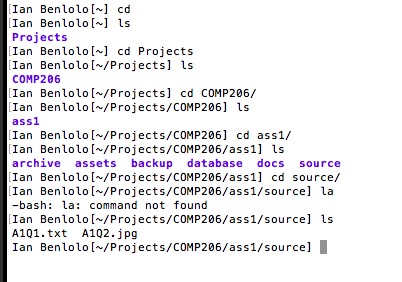 [Ian Benlolo[~] cd
[Ian Benlolo[~] ls
Projects
[Ian Benlolo[~] cd Projects
[Ian Benlolo[~/Projects] ls
COMP206
[Ian Benlolo[~/Projects] cd COMP206/
[Ian Benlolo[~/Projects/COMP206] ls
ass1
[Ian Benlolo[~/Projects/COMP206] cd ass1/
[Ian Benlolo[~/Projects/COMP206/ass1] ls
archive assets backup database docs source
[Ian Benlolo[~/Projects/COMP206/ass1] cd source/
[Ian Benlolo[~/Projects/COMP206/ass1/source] la
-bash: la: command not found
[Ian Benlolo[~/Projects/COMP206/ass1/source] ls
A1Q1.txt A1Q2.jpg
Ian Benlolo[~/Projects/COMP206/ass1/source]